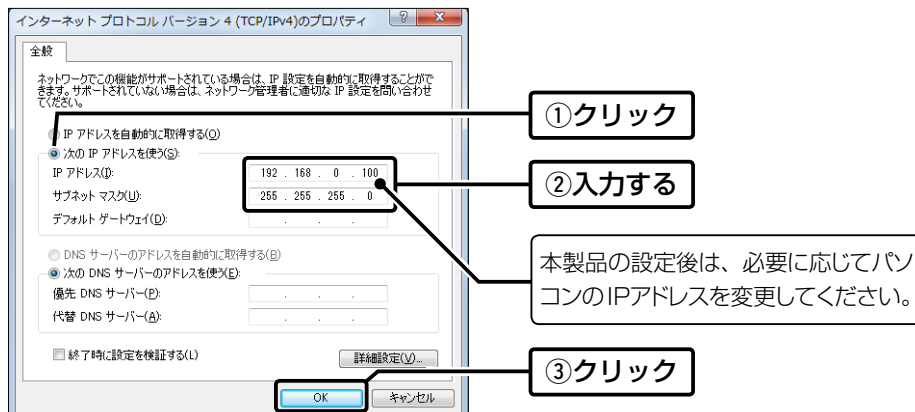 インターネット プロトコル バージョン 4 (TCP/IPv4)のプロパティ
全般
ネットワークでこの機能がサポートされている場合は、IP 設定を自動的に取得することがで
きます。サポートされていない場合は、ネットワーク管理者に適切な IP 設定を問い合わせ
てください。
IP アドレスを自動的に取得する(O)
次の IP アドレスを使う(S):
IP アドレス(I):
192 . 168 . 0 . 100
サブネット マスク(U):
255 . 255 . 255 . 0
デフォルト ゲートウェイ(D):
. . .
DNS サーバーのアドレスを自動的に取得する(B)
次の DNS サーバーのアドレスを使う(E):
優先 DNS サーバー(P):
. . .
代替 DNS サーバー(A):
. . .
終了時に設定を検証する(L)
詳細設定(V)...
OK
キャンセル
①クリック
②入力する
本製品の設定後は、必要に応じてパソ
コンのIPアドレスを変更してください。
③クリック